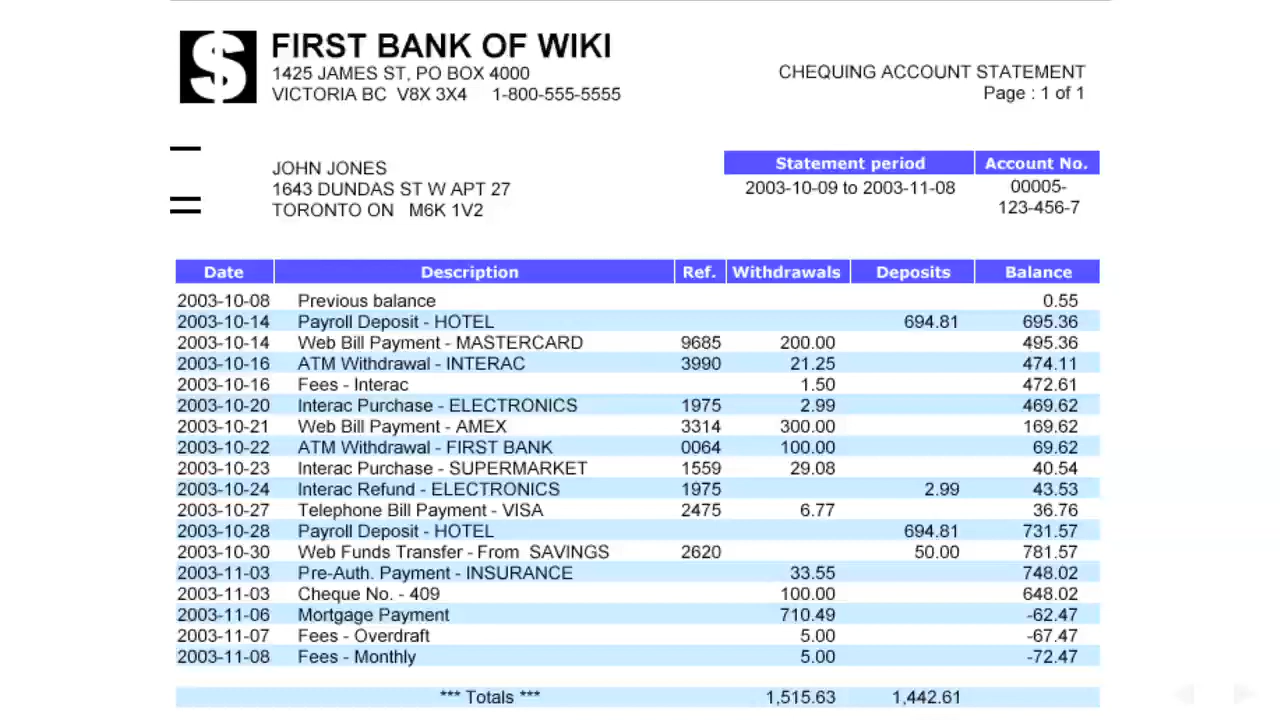 $ FIRST BANK OF WIKI
1425 JAMES ST, PO BOX 4000
VICTORIA BC V8X 3X4 1-800-555-5555
CHEQUING ACCOUNT STATEMENT
Page : 1 of 1
JOHN JONES
1643 DUNDAS ST W APT 27
TORONTO ON M6K 1V2
Statement period Account No.
2003-10-09 to 2003-11-08 00005-
123-456-7
Date Description Ref. Withdrawals Deposits Balance
2003-10-08 Previous balance 0.55
2003-10-14 Payroll Deposit - HOTEL 694.81 695.36
2003-10-14 Web Bill Payment - MASTERCARD 9685 200.00 495.36
2003-10-16 ATM Withdrawal - INTERAC 3990 21.25 474.11
2003-10-16 Fees - Interac 1.50 472.61
2003-10-20 Interac Purchase - ELECTRONICS 1975 2.99 469.62
2003-10-21 Web Bill Payment - AMEX 3314 300.00 169.62
2003-10-22 ATM Withdrawal - FIRST BANK 0064 100.00 69.62
2003-10-23 Interac Purchase - SUPERMARKET 1559 29.08 40.54
2003-10-24 Interac Refund - ELECTRONICS 1975 2.99 43.53
2003-10-27 Telephone Bill Payment - VISA 2475 6.77 36.76
2003-10-28 Payroll Deposit - HOTEL 694.81 731.57
2003-10-30 Web Funds Transfer - From SAVINGS 2620 50.00 781.57
2003-11-03 Pre-Auth. Payment - INSURANCE 33.55 748.02
2003-11-03 Cheque No. - 409 100.00 648.02
2003-11-06 Mortgage Payment 710.49 -62.47
2003-11-07 Fees - Overdraft 5.00 -67.47
2003-11-08 Fees - Monthly 5.00 -72.47
*** Totals *** 1,515.63 1,442.61